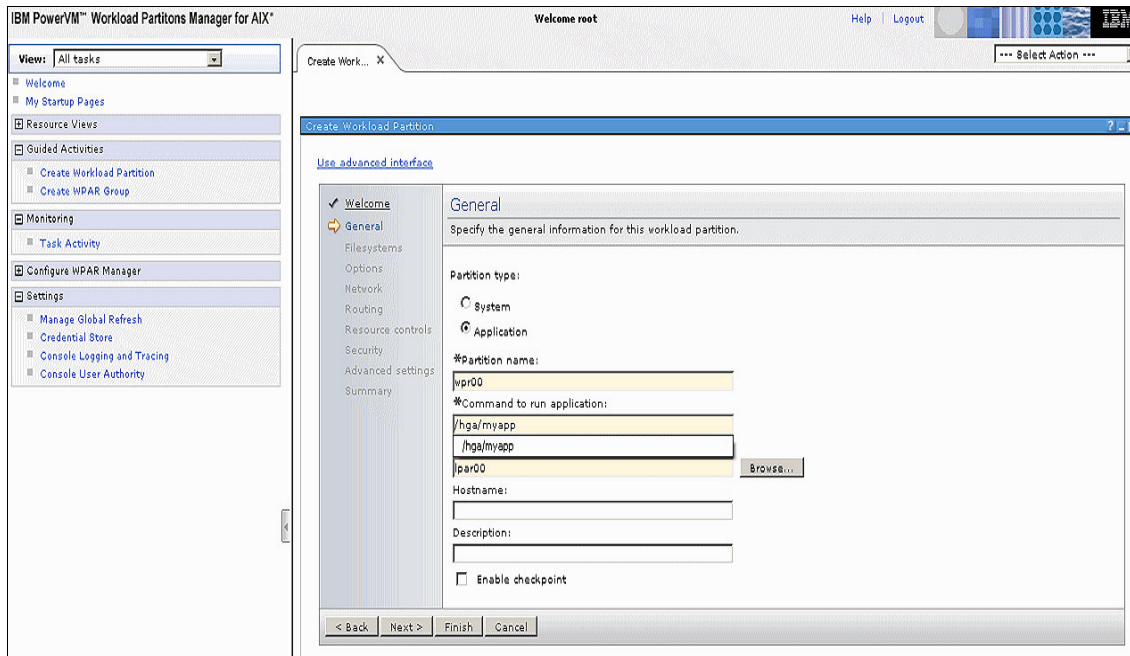 IBM PowerVM™ Workload Partitons Manager for AIX®
Welcome root
Help | Logout
IBM
View: All tasks
Create Work... X
--- Select Action ---
Welcome
My Startup Pages
Resource Views
Guided Activities
Create Workload Partition
Create WPAR Group
Monitoring
Task Activity
Configure WPAR Manager
Settings
Manage Global Refresh
Credential Store
Console Logging and Tracing
Console User Authority
Create Workload Partition
Use advanced interface
Welcome
General
Filesystems
Options
Network
Routing
Resource controls
Security
Advanced settings
Summary
General
Specify the general information for this workload partition.
Partition type:
System
Application
*Partition name:
wpr00
*Command to run application:
/hga/myapp
/hga/myapp
lpar00
Browse...
Hostname:
Description:
Enable checkpoint
< Back
Next >
Finish
Cancel